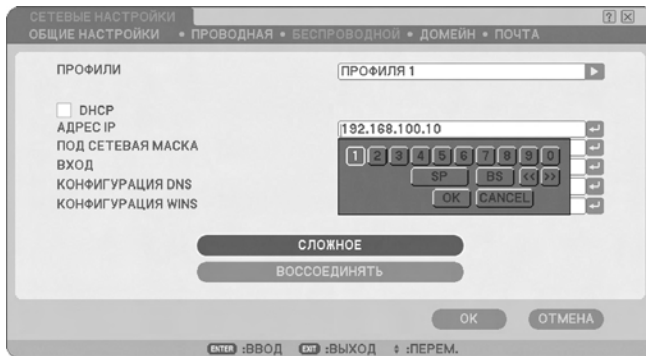 СЕТЕВЫЕ НАСТРОЙКИ
ОБЩИЕ НАСТРОЙКИ • ПРОВОДНАЯ • БЕСПРОВОДНОЙ • ДОМЕЙН • ПОЧТА
ПРОФИЛИ ПРОФИЛЯ 1
DHCP
АДРЕС IP 192.168.100.10
ПОД СЕТЕВАЯ МАСКА
ВХОД
КОНФИГУРАЦИЯ DNS
КОНФИГУРАЦИЯ WINS
1 2 3 4 5 6 7 8 9 0
SP BS << >>
OK CANCEL
СЛОЖНОЕ
ВОССОЕДИНЯТЬ
ОК ОТМЕНА
ENTER :ВВОД EXIT :ВЫХОД :ПЕРЕМ.